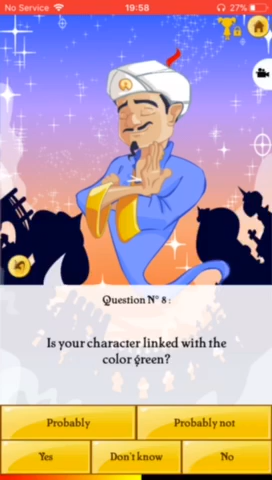 No Service 19:58 27%
Question N° 8 :
Is your character linked with the
color green?
Probably Probably not
Yes Don't know No